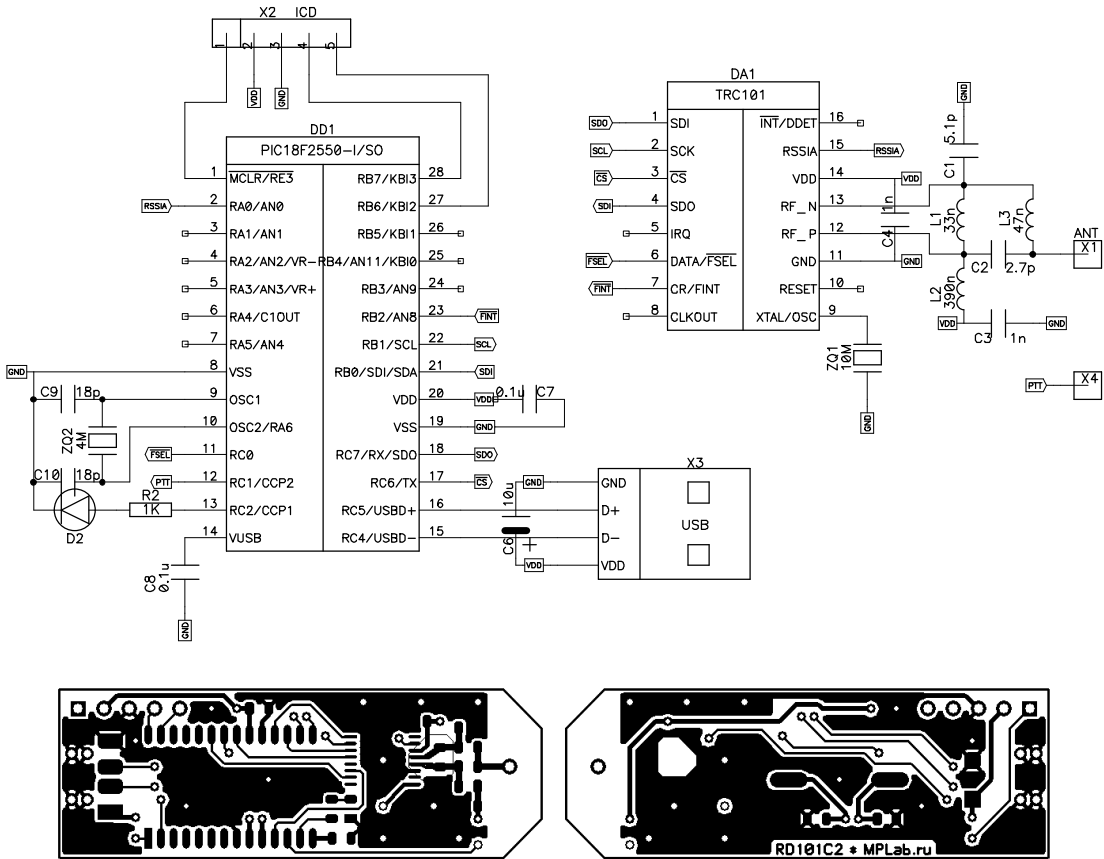 X2 ICD
1 2 3 4 5
VDD GND
DD1
PIC18F2550-I/SO
1 MCLR/RE3 RB7/KBI3 28
RSSIA 2 RA0/AN0 RB6/KBI2 27
3 RA1/AN1 RB5/KBI1 26
4 RA2/AN2/VR- RB4/AN11/KBI0 25
5 RA3/AN3/VR+ RB3/AN9 24
6 RA4/C1OUT RB2/AN8 23 FINT
7 RA5/AN4 RB1/SCL 22 SCL
GND 8 VSS RB0/SDI/SDA 21 SDI
C9 18p 9 OSC1 VDD 20 VDD 0.1u C7
ZQ2 4M 10 OSC2/RA6 VSS 19 GND
FSEL 11 RC0 RC7/RX/SDO 18 SDO
C10 18p PTT 12 RC1/CCP2 RC6/TX 17 CS
D2 R2 1K 13 RC2/CCP1 RC5/USBD+ 16
14 VUSB RC4/USBD- 15
C8 0.1u
GND
DA1
TRC101
SDO 1 SDI INT/DDET 16
SCL 2 SCK RSSIA 15 RSSIA
CS 3 CS VDD 14 VDD
SDI 4 SDO RF_N 13
5 IRQ RF_P 12
FSEL 6 DATA/FSEL GND 11 GND
FINT 7 CR/FINT RESET 10
8 CLKOUT XTAL/OSC 9
C4 1n
ZQ1 10M
GND
GND
C1 5.1p
L1 33n
L3 47n
ANT
X1
C2 2.7p
L2 390n
VDD C3 1n GND
PTT X4
X3
USB
GND GND
D+
D-
VDD VDD
10u
C6 +
RD101C2 * MPLab.ru